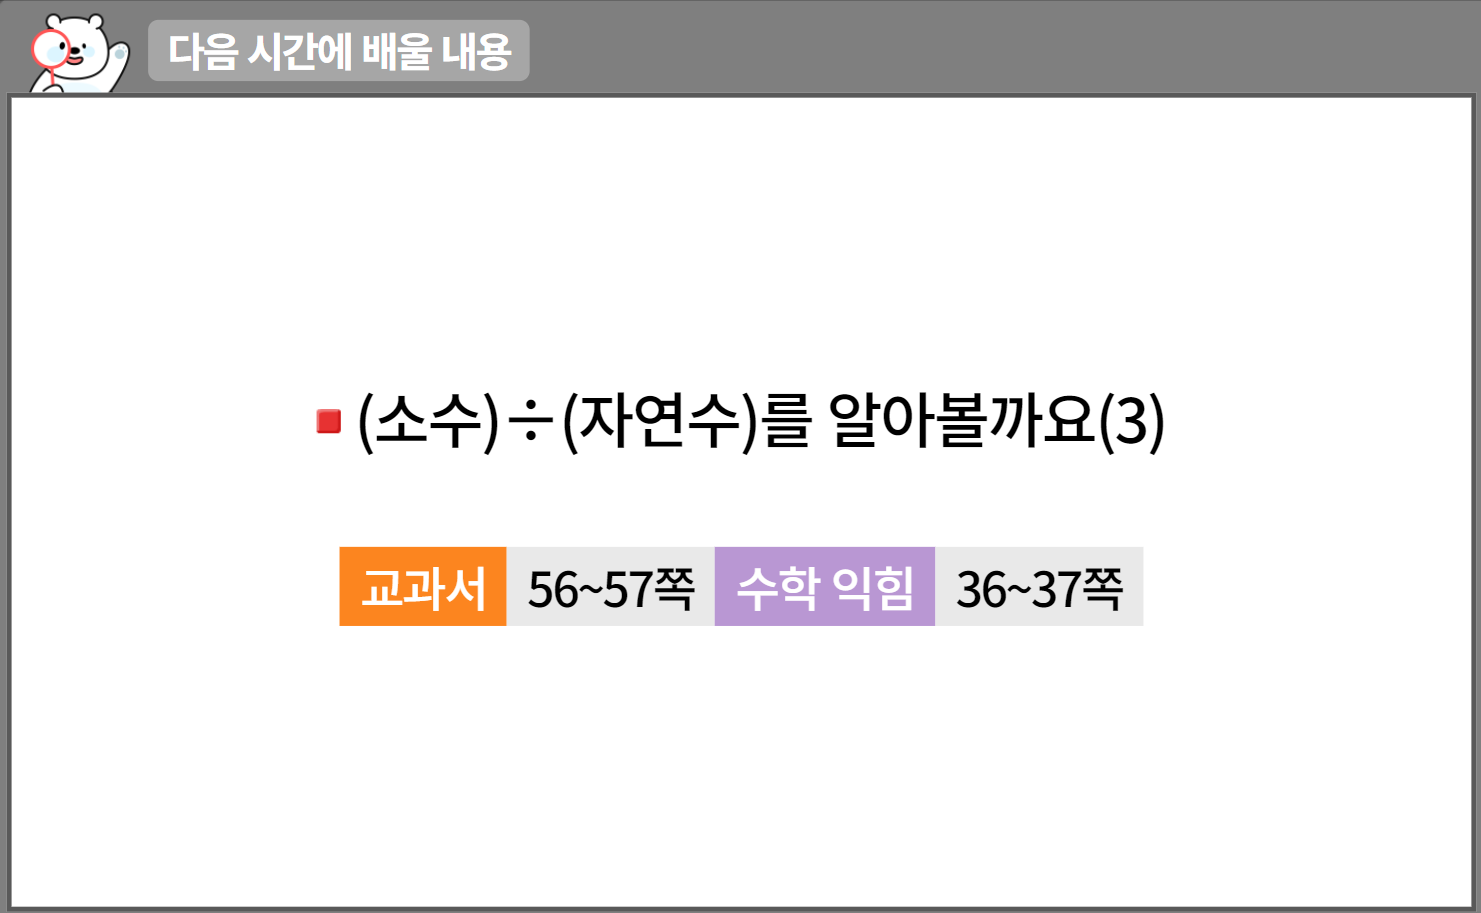 다음 시간에 배울 내용
(소수)÷(자연수)를 알아볼까요(3)
교과서 56~57쪽 수학 익힘 36~37쪽